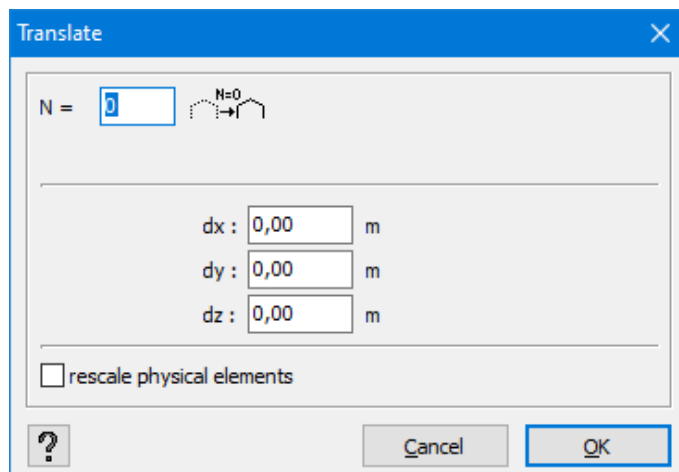 Translate
N = 0 N=0
dx : 0,00 m
dy : 0,00 m
dz : 0,00 m
rescale physical elements
? Cancel OK